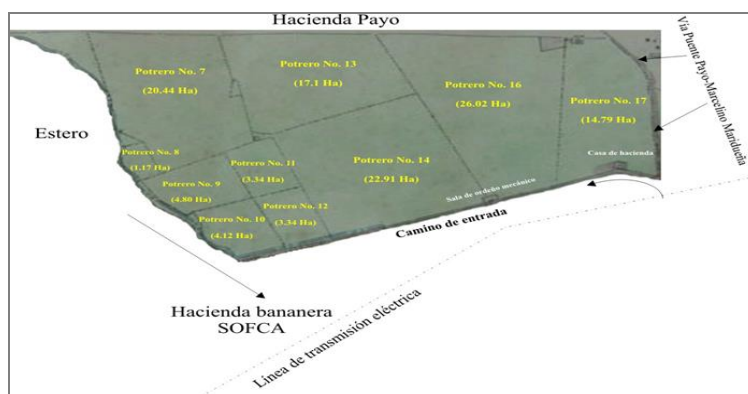 Hacienda Payo
Vía Puente Payo-Marcelino Maridueña
Potrero No. 7
(20.44 Ha)
Potrero No. 13
(17.1 Ha)
Potrero No. 16
(26.02 Ha)
Potrero No. 17
(14.79 Ha)
Estero
Potrero No. 8
(1.17 Ha)
Potrero No. 9
(4.80 Ha)
Potrero No. 11
(3.34 Ha)
Potrero No. 14
(22.91 Ha)
Casa de hacienda
Potrero No. 10
(4.12 Ha)
Potrero No. 12
(3.34 Ha)
Sala de ordeño mecánico
Camino de entrada
Hacienda bananera
SOFCA
Línea de transmisión eléctrica